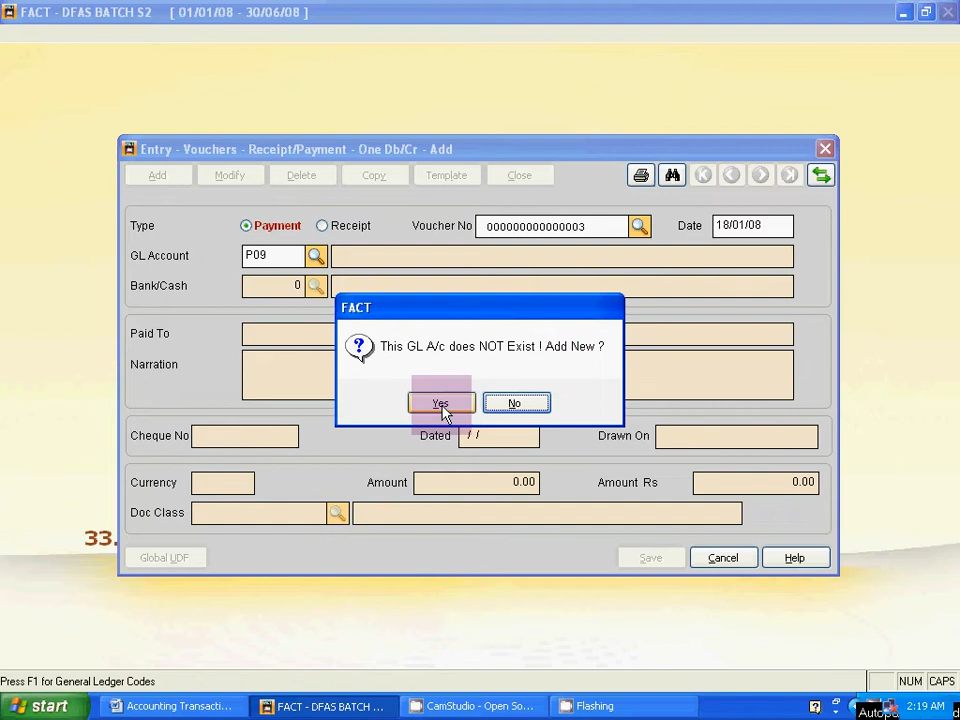 FACT - DFAS BATCH S2 [ 01/01/08 - 30/06/08 ]
Entry - Vouchers - Receipt/Payment - One Db/Cr - Add
Add Modify Delete Copy Template Close
Type Payment Receipt Voucher No 000000000000003 Date 18/01/08
GL Account P09
Bank/Cash 0
FACT
This GL A/c does NOT Exist ! Add New ?
Yes No
Paid To
Narration
Cheque No Dated / / Drawn On
Currency Amount 0.00 Amount Rs 0.00
Doc Class
33.
Global UDF Save Cancel Help
Press F1 for General Ledger Codes NUM CAPS
start Accounting Transacti... FACT - DFAS BATCH ... CamStudio - Open So... Flashing 2:19 AM